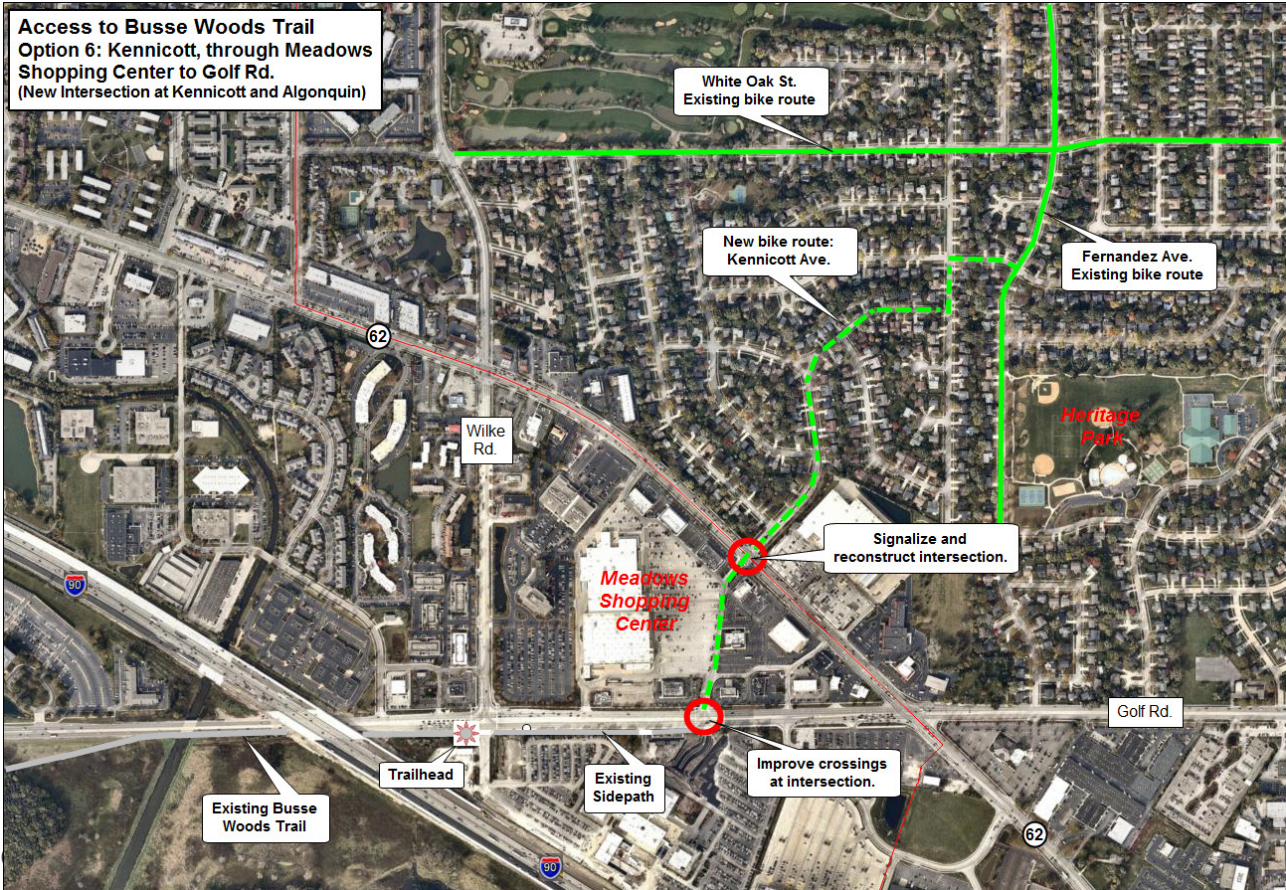 Access to Busse Woods Trail
Option 6: Kennicott, through Meadows
Shopping Center to Golf Rd.
(New Intersection at Kennicott and Algonquin)
White Oak St.
Existing bike route
New bike route:
Kennicott Ave.
Fernandez Ave.
Existing bike route
62
Wilke
Rd.
Heritage
Park
Signalize and
reconstruct intersection.
90
Meadows
Shopping
Center
Golf Rd.
Trailhead
Existing
Sidepath
Improve crossings
at intersection.
Existing Busse
Woods Trail
62
90